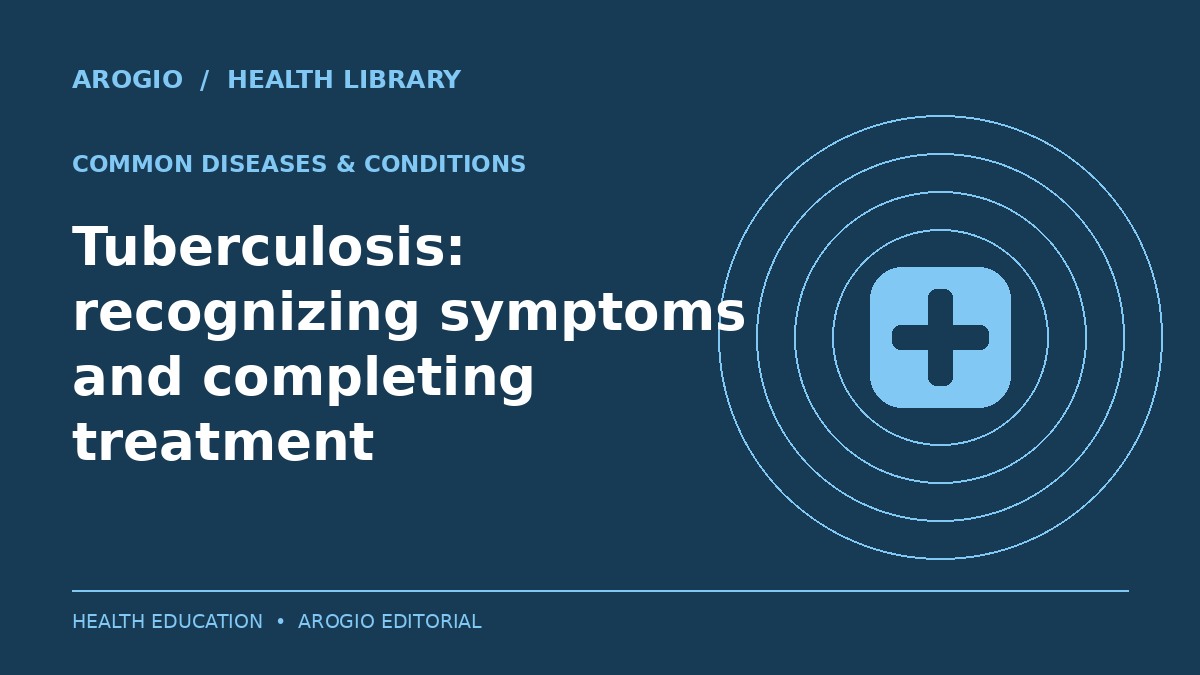 AROGIO / HEALTH LIBRARY
COMMON DISEASES & CONDITIONS
Tuberculosis:
recognizing symptoms
and completing
treatment
HEALTH EDUCATION • AROGIO EDITORIAL